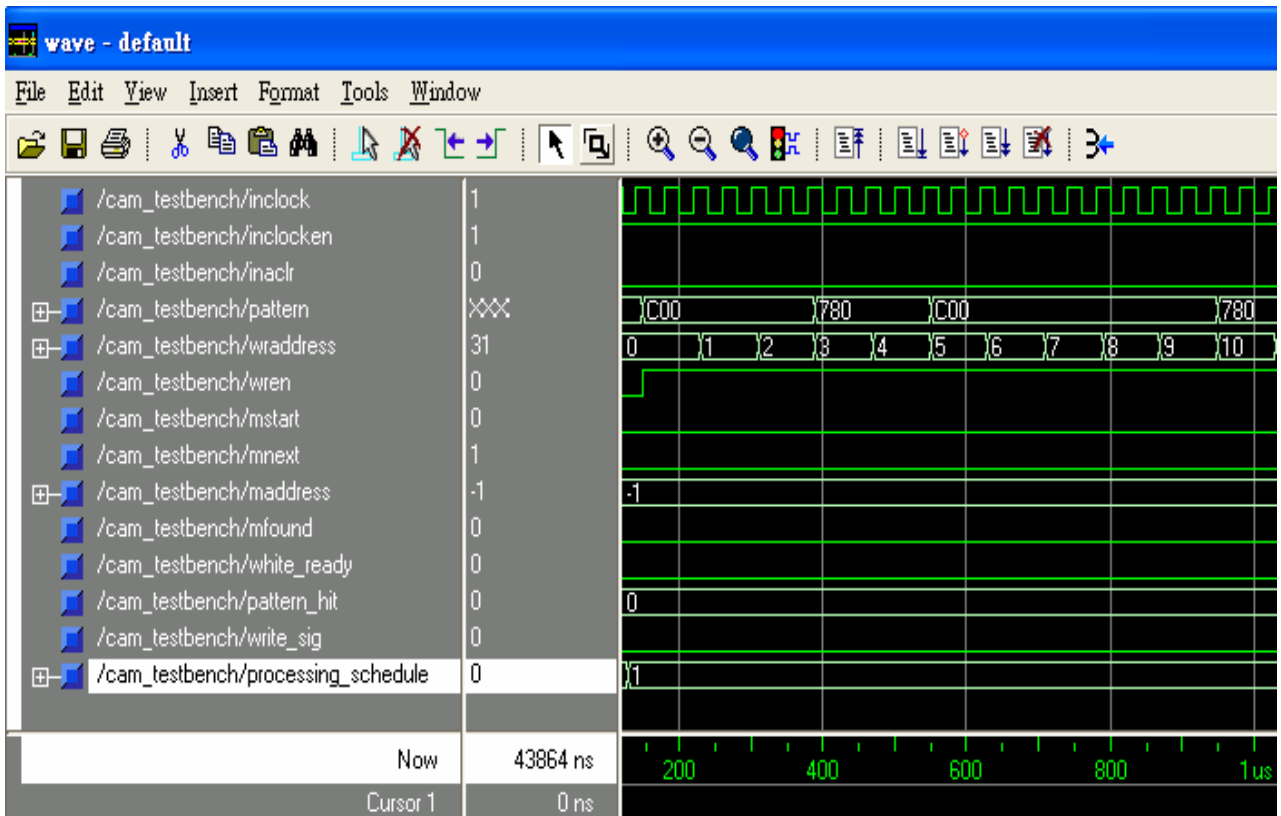 wave - default
File Edit View Insert Format Tools Window
/cam_testbench/inclock 1
/cam_testbench/inclocken 1
/cam_testbench/inaclr 0
/cam_testbench/pattern XXX C00 780 C00 780
/cam_testbench/wraddress 31 0 1 2 3 4 5 6 7 8 9 10
/cam_testbench/wren 0
/cam_testbench/mstart 0
/cam_testbench/mnext 1
/cam_testbench/maddress -1 -1
/cam_testbench/mfound 0
/cam_testbench/white_ready 0
/cam_testbench/pattern_hit 0 0
/cam_testbench/write_sig 0
/cam_testbench/processing_schedule 0 1
Now 43864 ns 200 400 600 800 1 us
Cursor 1 0 ns